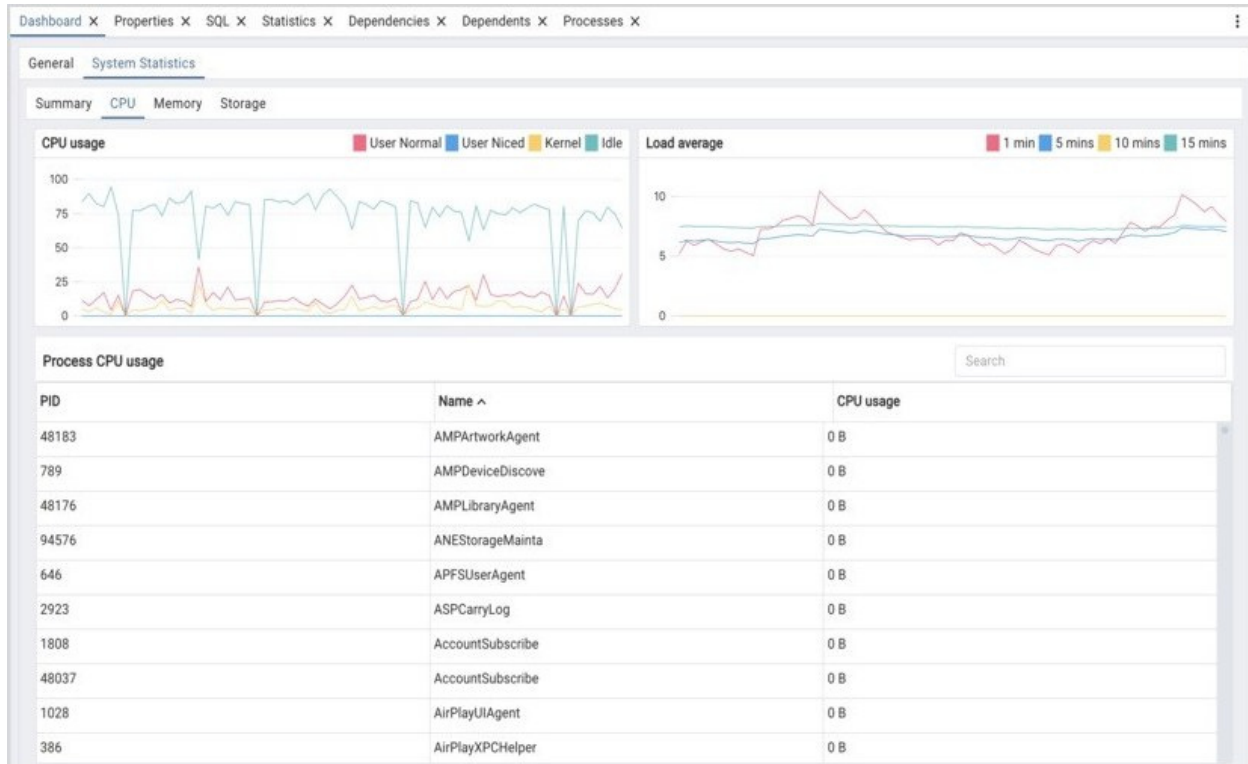 Dashboard X Properties X SQL X Statistics X Dependencies X Dependents X Processes X
General System Statistics
Summary CPU Memory Storage
CPU usage User Normal User Niced Kernel Idle
100
75
50
25
0
Load average 1 min 5 mins 10 mins 15 mins
10
5
0
Process CPU usage Search
PID Name CPU usage
48183 AMPArtworkAgent 0 B
789 AMPDeviceDiscove 0 B
48176 AMPLibraryAgent 0 B
94576 ANEStorageMainta 0 B
646 APFSUserAgent 0 B
2923 ASPCarryLog 0 B
1808 AccountSubscribe 0 B
48037 AccountSubscribe 0 B
1028 AirPlayUIAgent 0 B
386 AirPlayXPCHelper 0 B